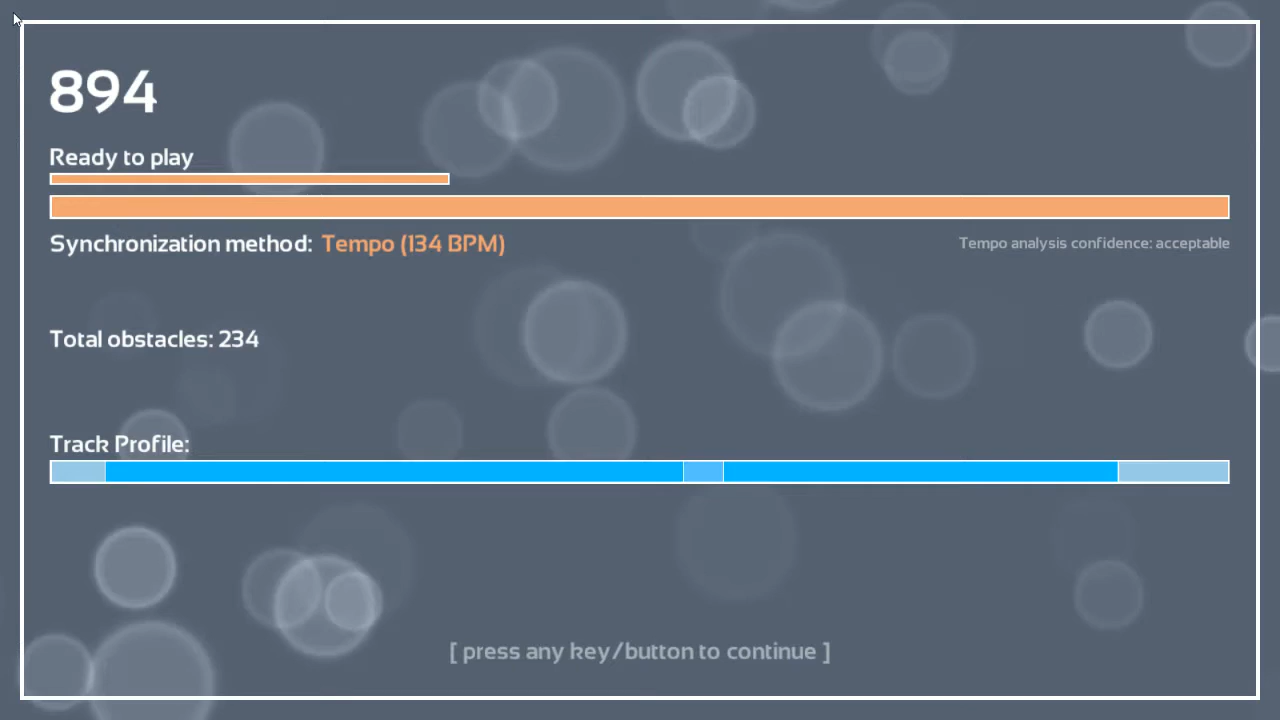 894
Ready to play
Synchronization method: Tempo (134 BPM)
Tempo analysis confidence: acceptable
Total obstacles: 234
Track Profile:
[ press any key/button to continue ]